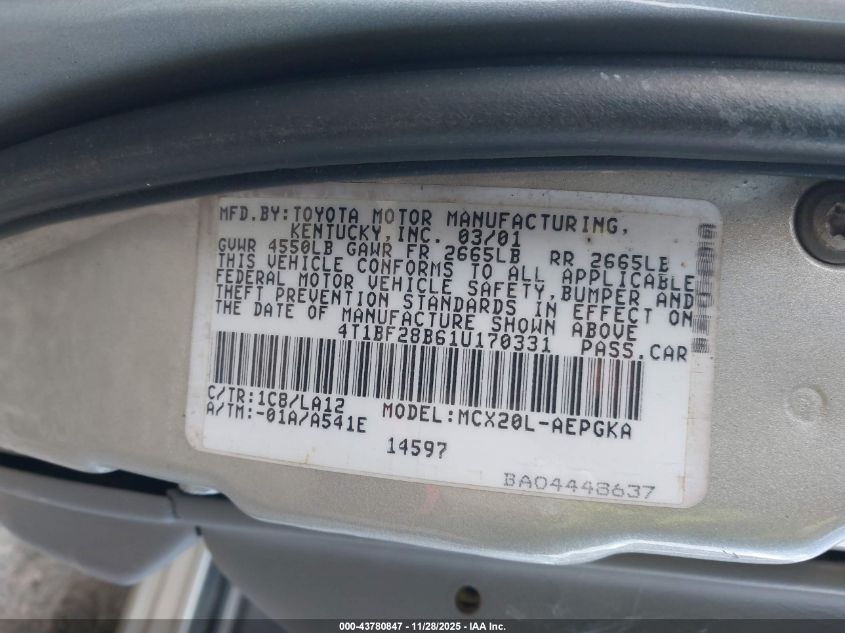 MFD.BY:TOYOTA MOTOR MANUFACTURING,
KENTUCKY,INC. 03/01
GVWR 4550LB GAWR FR 2665LB RR 2665LB
THIS VEHICLE CONFORMS TO ALL APPLICABLE
FEDERAL MOTOR VEHICLE SAFETY,BUMPER AND
THEFT PREVENTION STANDARDS IN EFFECT ON
THE DATE OF MANUFACTURE SHOWN ABOVE
4T1BF28B61U170331 PASS.CAR
C/TR:1C8/LA12 MODEL:MCX20L-AEPGKA
A/TM:-01A/A541E
14597
BA04448637
000-43780847 - 11/28/2025 - IAA Inc.